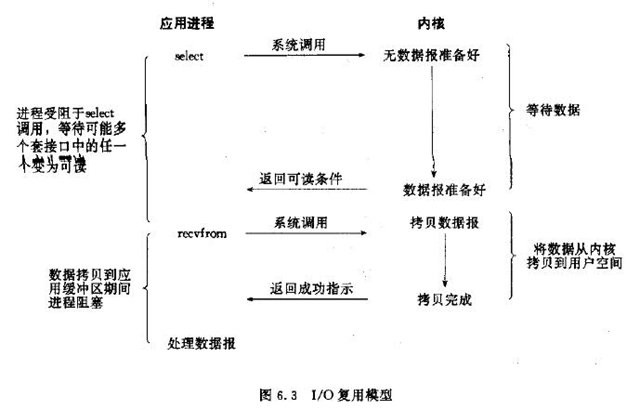 应用进程
内核
select
系统调用
无数据报准备好
进程受阻于select
调用，等待可能多
个套接口中的任一
个变为可读
等待数据
返回可读条件
数据报准备好
recvfrom
系统调用
拷贝数据报
数据拷贝到应
用缓冲区期间
进程阻塞
将数据从内核
拷贝到用户空间
返回成功指示
拷贝完成
处理数据报
图 6.3 I/O 复用模型